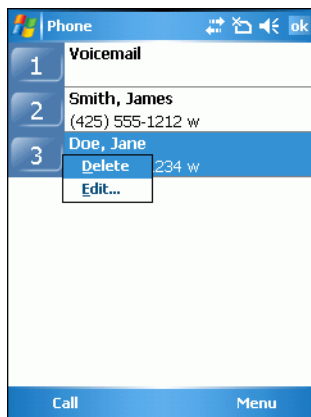 Phone ok
1 Voicemail
2 Smith, James
(425) 555-1212 w
3 Doe, Jane
Delete 234 w
Edit...
Call Menu